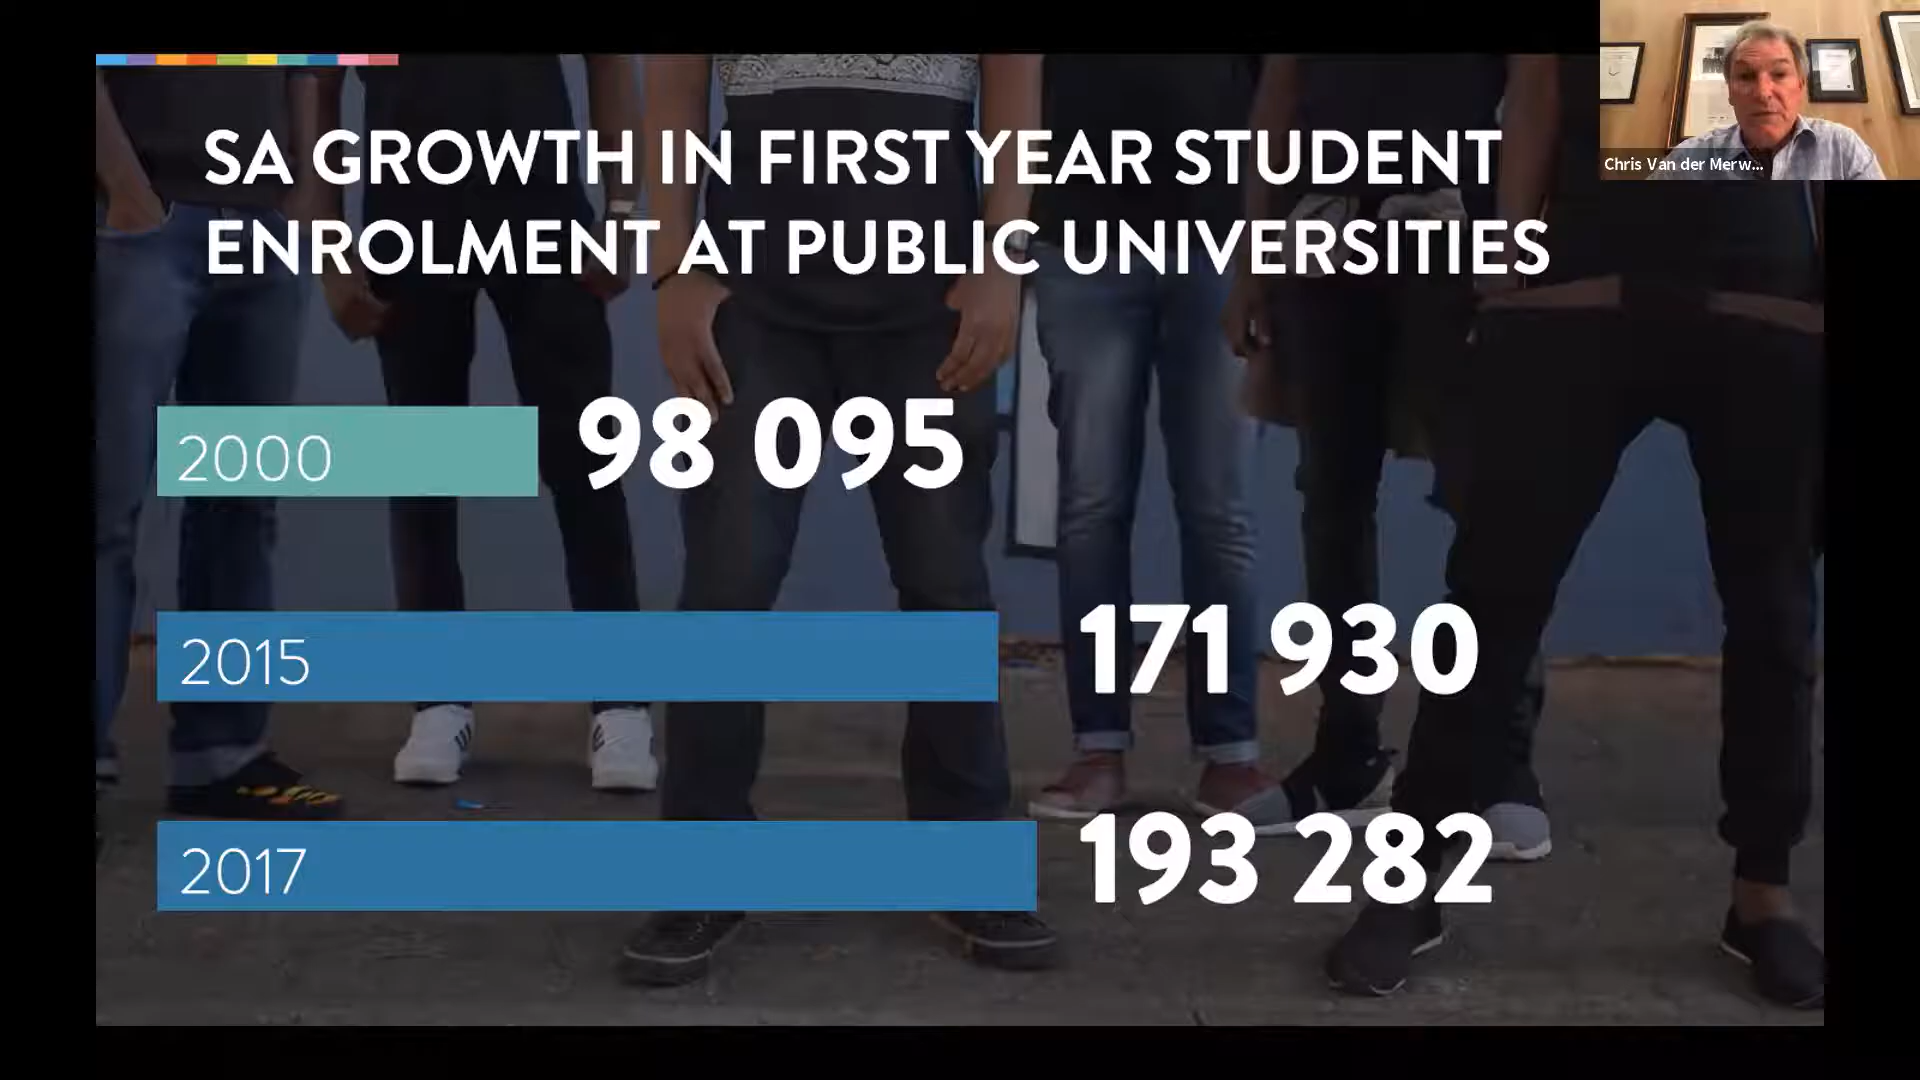 SA GROWTH IN FIRST YEAR STUDENT
ENROLMENT AT PUBLIC UNIVERSITIES
Chris Van der Merw...
2000
98 095
2015
171 930
2017
193 282